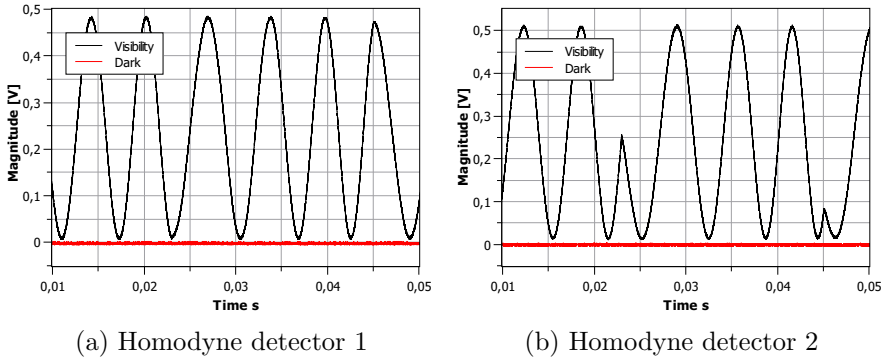 0,5
0,4
0,3
0,2
0,1
0
Magnitude [V]
Visibility
Dark
0,01 0,02 0,03 0,04 0,05
Time s
(a) Homodyne detector 1
0,5
0,4
0,3
0,2
0,1
0
Magnitude [V]
Visibility
Dark
0,01 0,02 0,03 0,04 0,05
Time s
(b) Homodyne detector 2